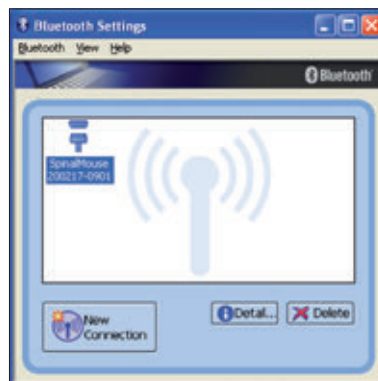 Bluetooth Settings
Bluetooth View Help
Bluetooth
SpinalMouse
200217-0901
New
Connection
Detail...
Delete